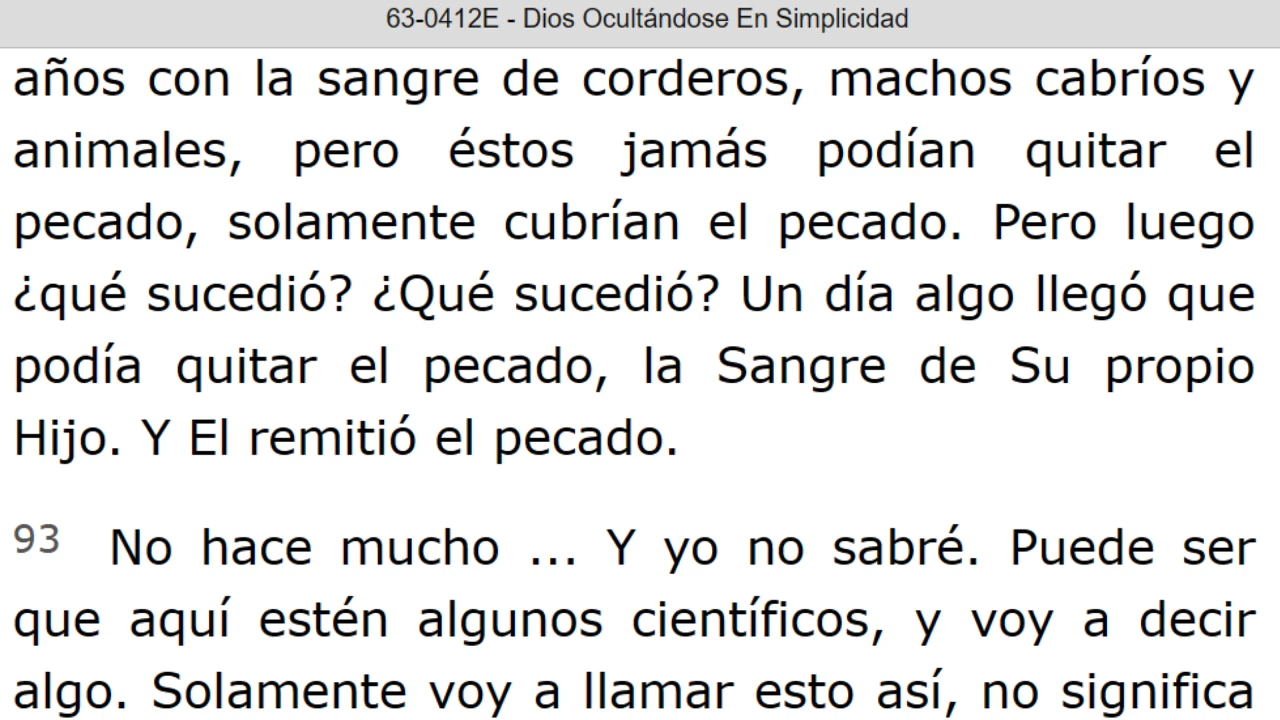 63-0412E - Dios Ocultándose En Simplicidad
años con la sangre de corderos, machos cabríos y
animales, pero éstos jamás podían quitar el
pecado, solamente cubrían el pecado. Pero luego
¿qué sucedió? ¿Qué sucedió? Un día algo llegó que
podía quitar el pecado, la Sangre de Su propio
Hijo. Y El remitió el pecado.
93 No hace mucho ... Y yo no sabré. Puede ser
que aquí estén algunos científicos, y voy a decir
algo. Solamente voy a llamar esto así, no significa